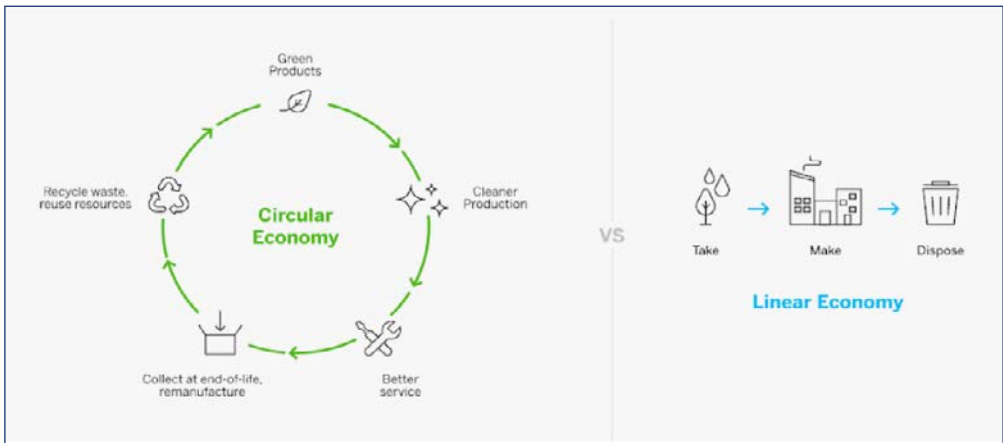 Green
Products
Cleaner
Production
Better
service
Collect at end-of-life,
remanufacture
Recycle waste,
reuse resources
Circular
Economy
VS
Take
Make
Dispose
Linear Economy